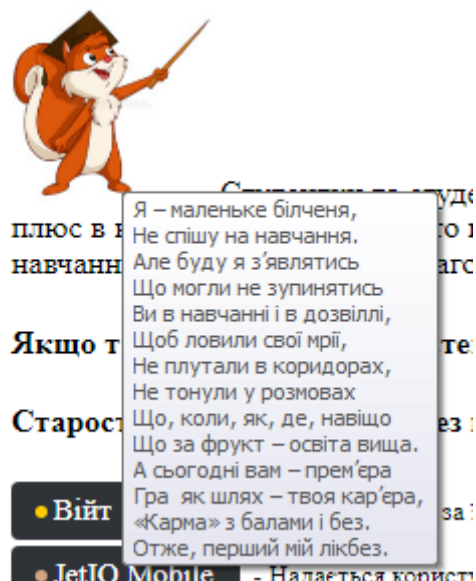 плюс в
навчанн
Якщо
Старост
Я – маленьке білченя,
Не спішу на навчання.
Але буду я з’являтись
Що могли не зупинятись
Ви в навчанні і в дозвіллі,
Щоб ловили свої мрії,
Не плутали в коридорах,
Не тонули у розмовах
Що, коли, як, де, навіщо
Що за фрукт – освіта вища.
А сьогодні вам – прем’єра
Гра як шлях – твоя кар’єра,
«Карма» з балами і без.
Отже, перший мій лікбез.
Війт за
JetIQ Mobile - Надається користу